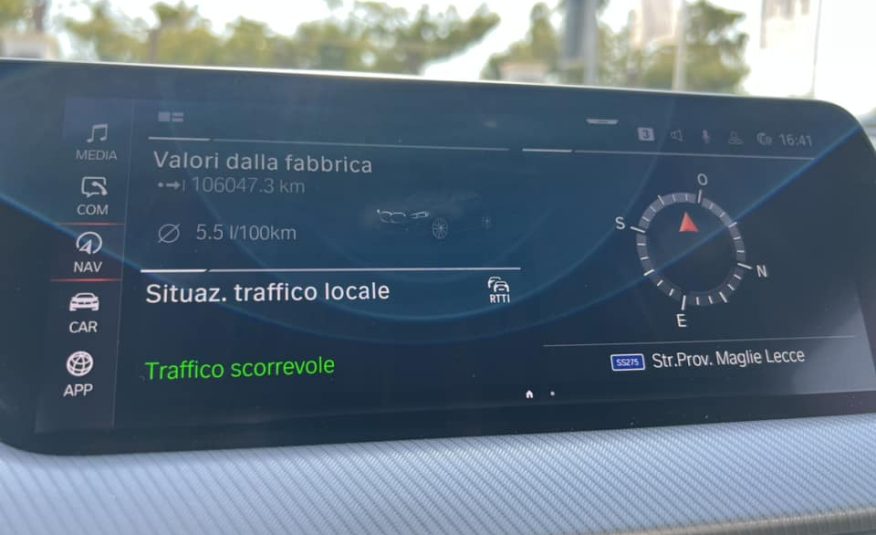 3 16:41
MEDIA
COM
NAV
CAR
APP
Valori dalla fabbrica
106047.3 km
5.5 l/100km
Situaz. traffico locale
RTTI
Traffico scorrevole
O
S
N
E
SS275 Str.Prov. Maglie Lecce